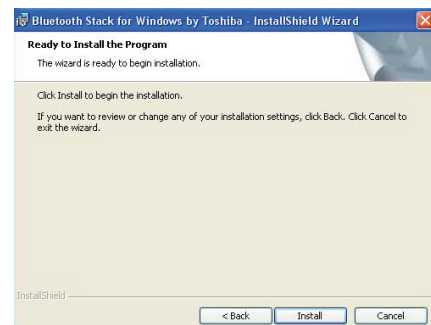 Bluetooth Stack for Windows by Toshiba - InstallShield Wizard
Ready to Install the Program
The wizard is ready to begin installation.
Click Install to begin the installation.
If you want to review or change any of your installation settings, click Back. Click Cancel to
exit the wizard.
InstallShield
< Back
Install
Cancel